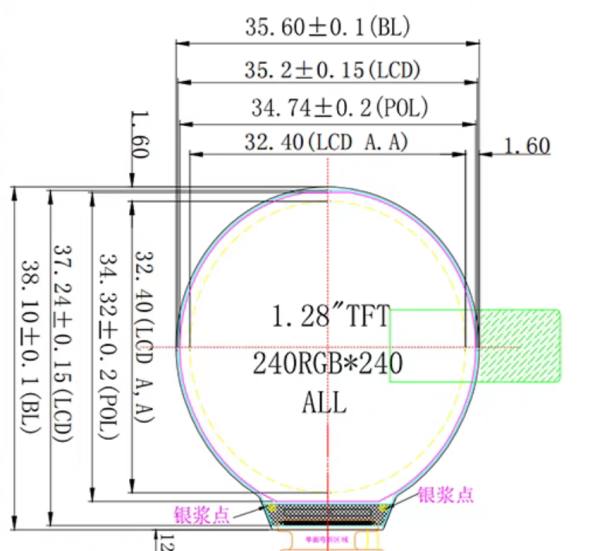 35.60±0.1(BL)
35.2±0.15(LCD)
34.74±0.2(POL)
32.40(LCD A.A)
1.60
1.60
38.10±0.1(BL)
37.24±0.15(LCD)
34.32±0.2(POL)
32.40(LCD A,A)
1.28"TFT
240RGB*240
ALL
银浆点
银浆点
12